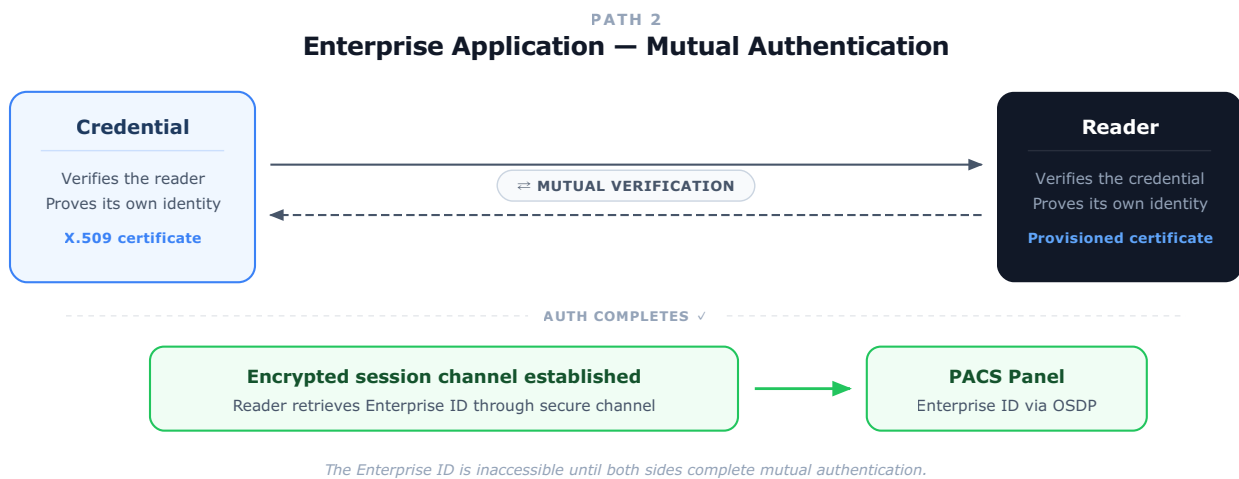 PATH 2
Enterprise Application — Mutual Authentication
Credential
Verifies the reader
Proves its own identity
X.509 certificate
⇄ MUTUAL VERIFICATION
Reader
Verifies the credential
Proves its own identity
Provisioned certificate
AUTH COMPLETES ✓
Encrypted session channel established
Reader retrieves Enterprise ID through secure channel
PACS Panel
Enterprise ID via OSDP
The Enterprise ID is inaccessible until both sides complete mutual authentication.